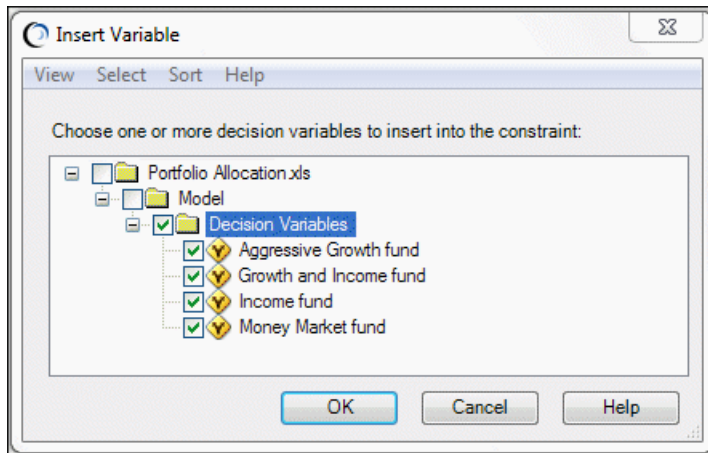 Insert Variable
View Select Sort Help
Choose one or more decision variables to insert into the constraint:
Portfolio Allocation.xls
Model
Decision Variables
Aggressive Growth fund
Growth and Income fund
Income fund
Money Market fund
OK Cancel Help